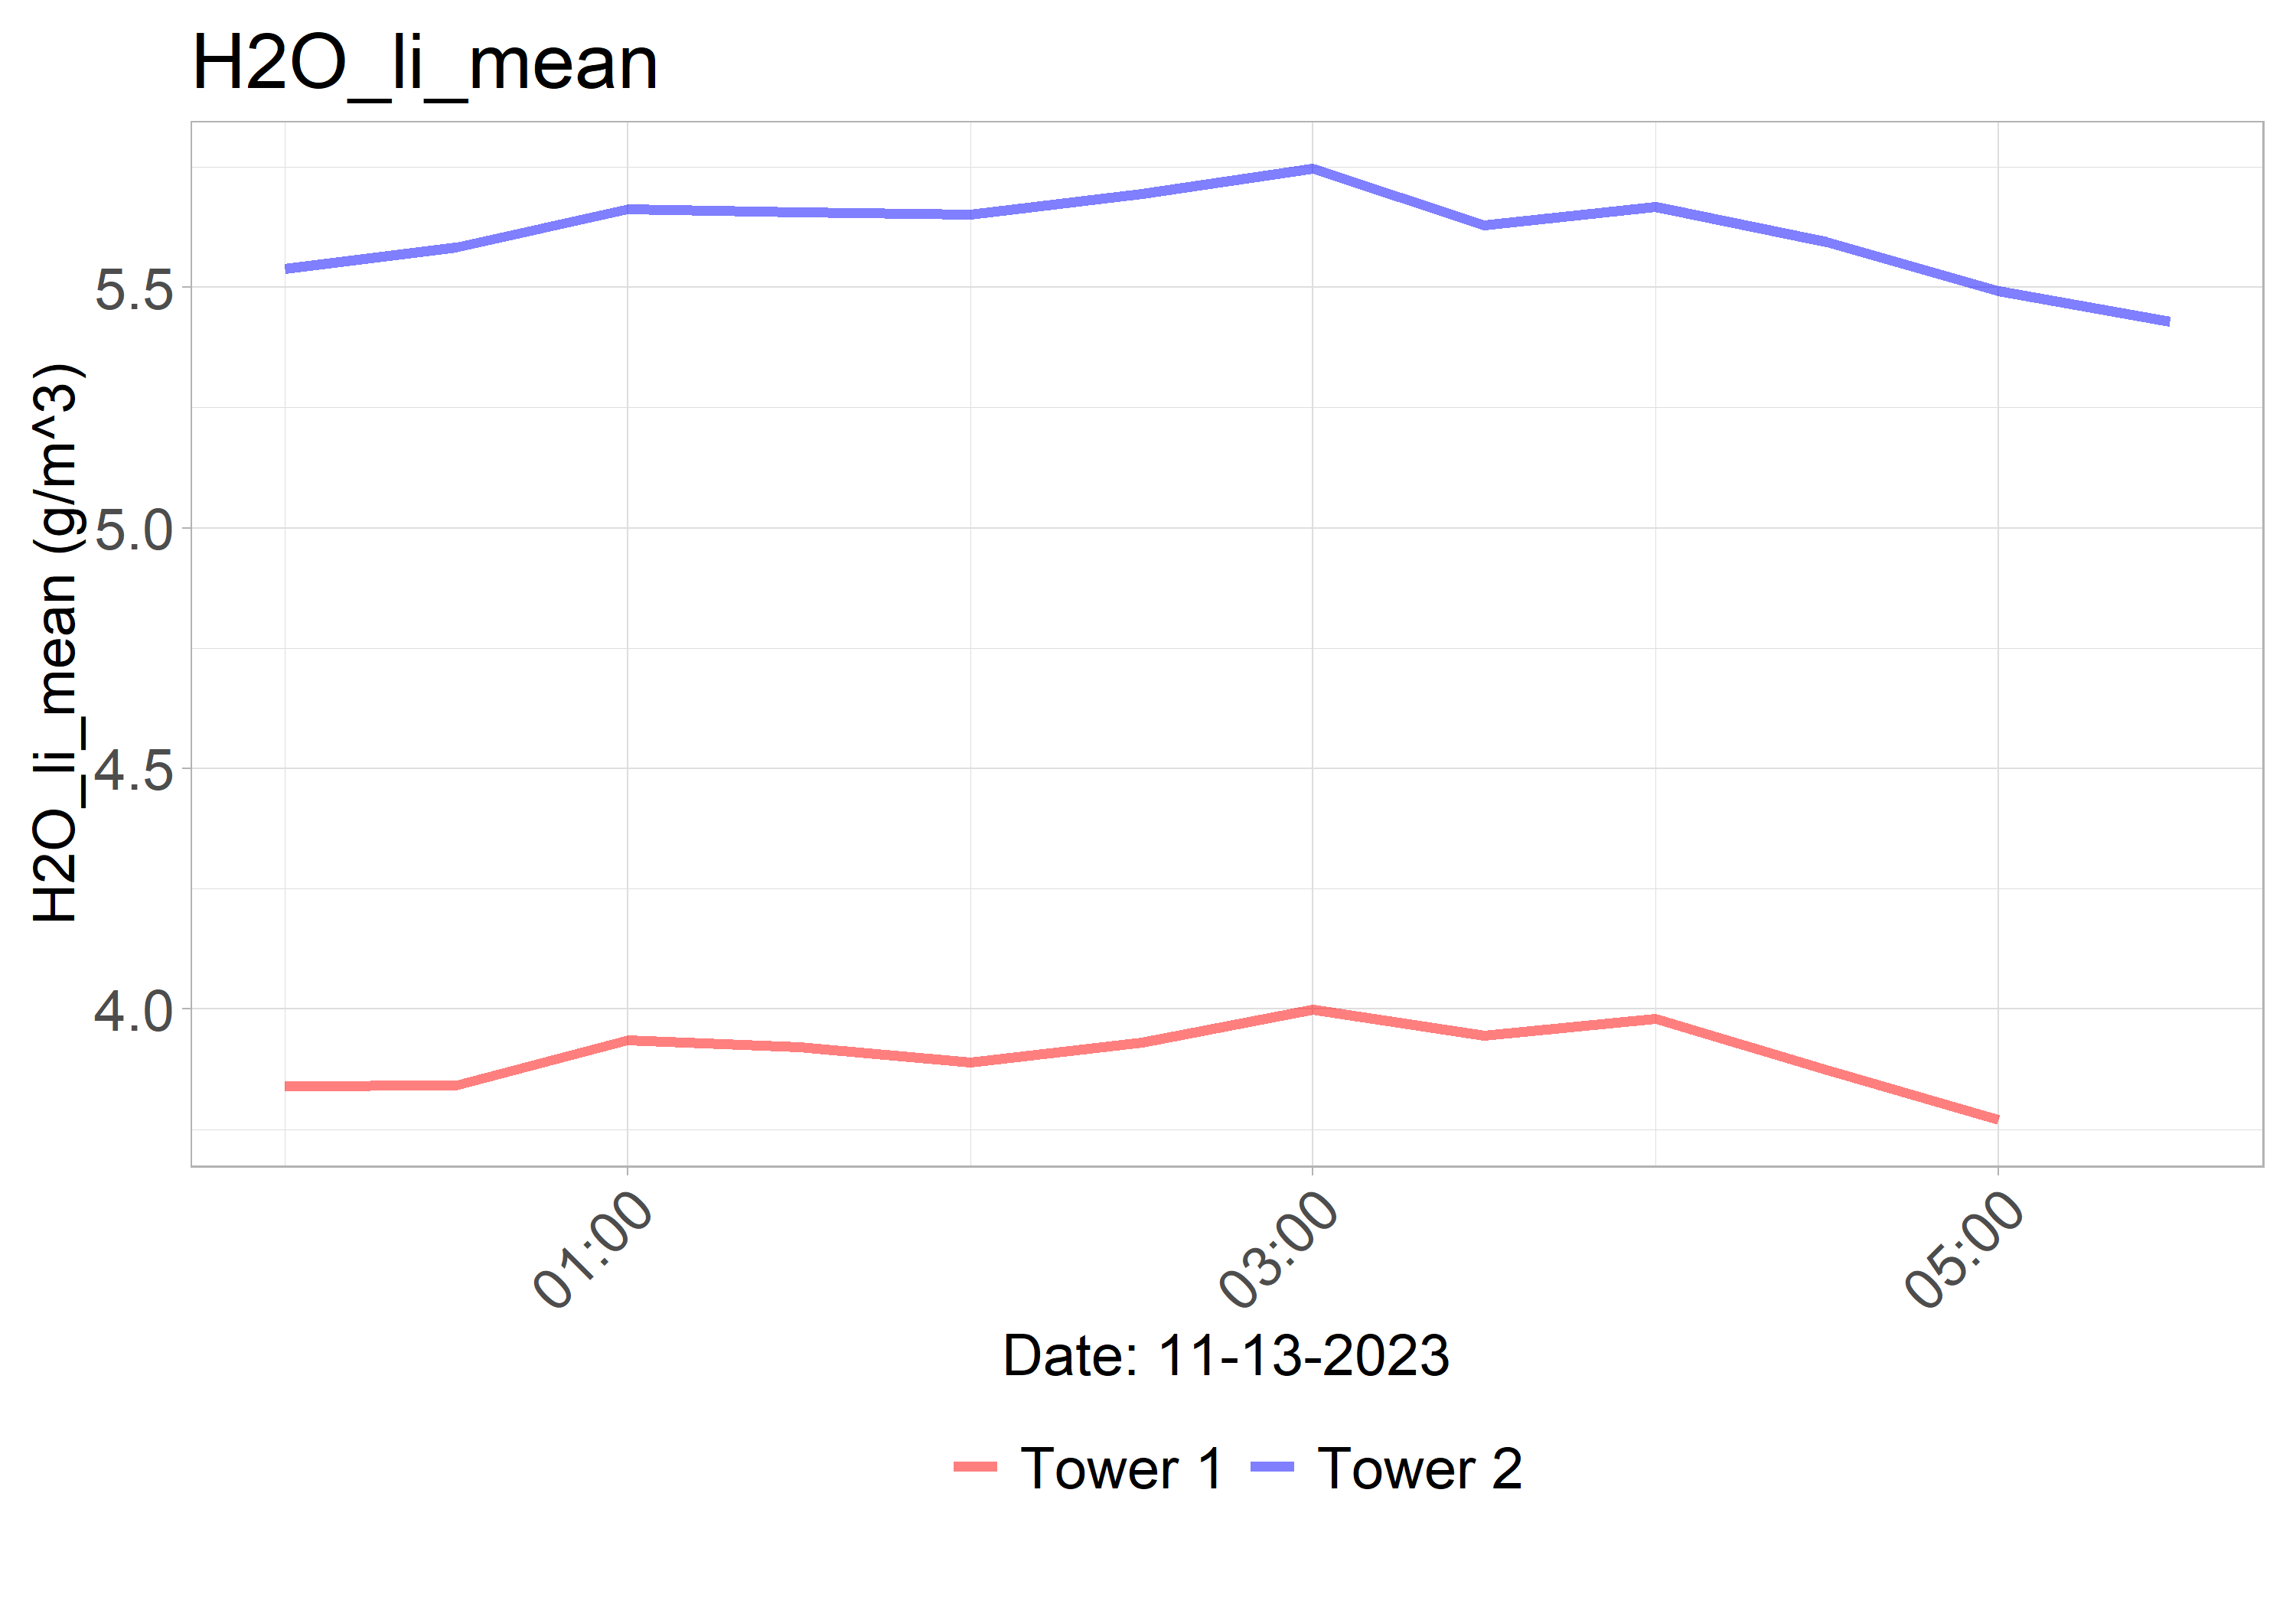 H2O_li_mean
H2O_li_mean (g/m^3)
5.5
5.0
4.5
4.0
01:00
03:00
05:00
Date: 11-13-2023
Tower 1
Tower 2